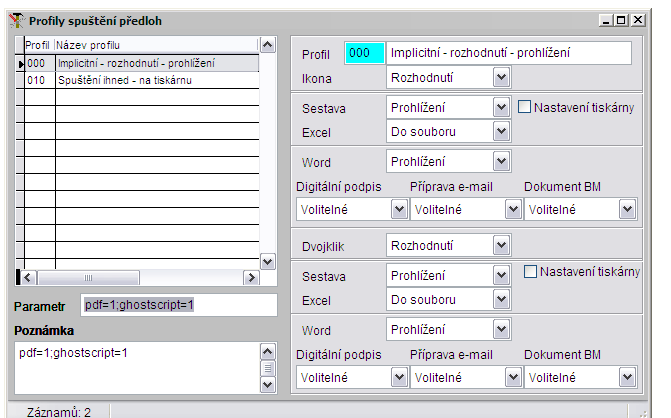 Profily spuštění předloh
Profil Název profilu
000 Implicitní - rozhodnutí - prohlížení
010 Spuštění ihned - na tiskárnu
Parametr pdf=1;ghostscript=1
Poznámka
pdf=1;ghostscript=1
Profil 000 Implicitní - rozhodnutí - prohlížení
Ikona Rozhodnutí
Sestava Prohlížení Nastavení tiskárny
Excel Do souboru
Word Prohlížení
Digitální podpis Příprava e-mail Dokument BM
Volitelné Volitelné Volitelné
Dvojklik Rozhodnutí
Sestava Prohlížení Nastavení tiskárny
Excel Do souboru
Word Prohlížení
Digitální podpis Příprava e-mail Dokument BM
Volitelné Volitelné Volitelné
Záznamů: 2